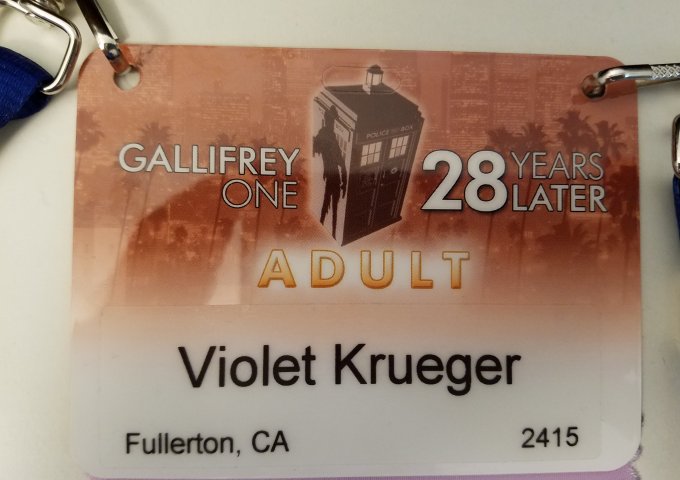 POLICE BOX
GALLIFREY
ONE
28 YEARS
LATER
ADULT
Violet Krueger
Fullerton, CA
2415